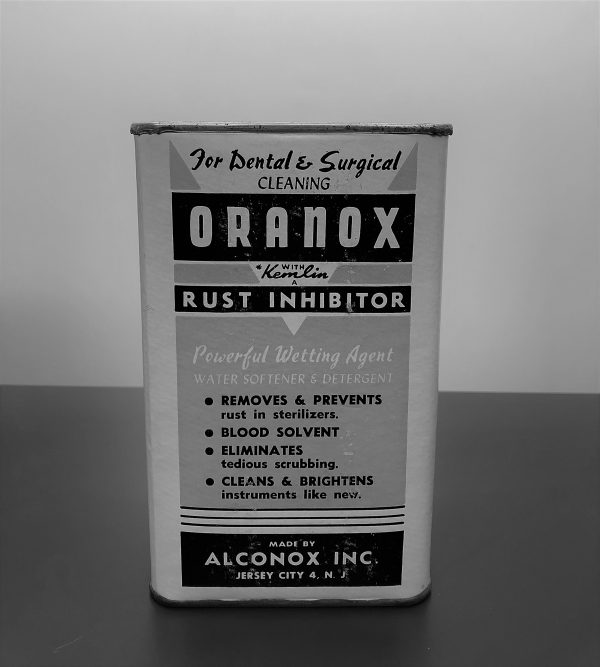 For Dental & Surgical
CLEANING
ORANOX
WITH
*Kemlin
A
RUST INHIBITOR
Powerful Wetting Agent
WATER SOFTENER & DETERGENT
● REMOVES & PREVENTS
rust in sterilizers.
● BLOOD SOLVENT
● ELIMINATES
tedious scrubbing.
● CLEANS & BRIGHTENS
instruments like new.
MADE BY
ALCONOX INC.
JERSEY CITY 4, N. J.